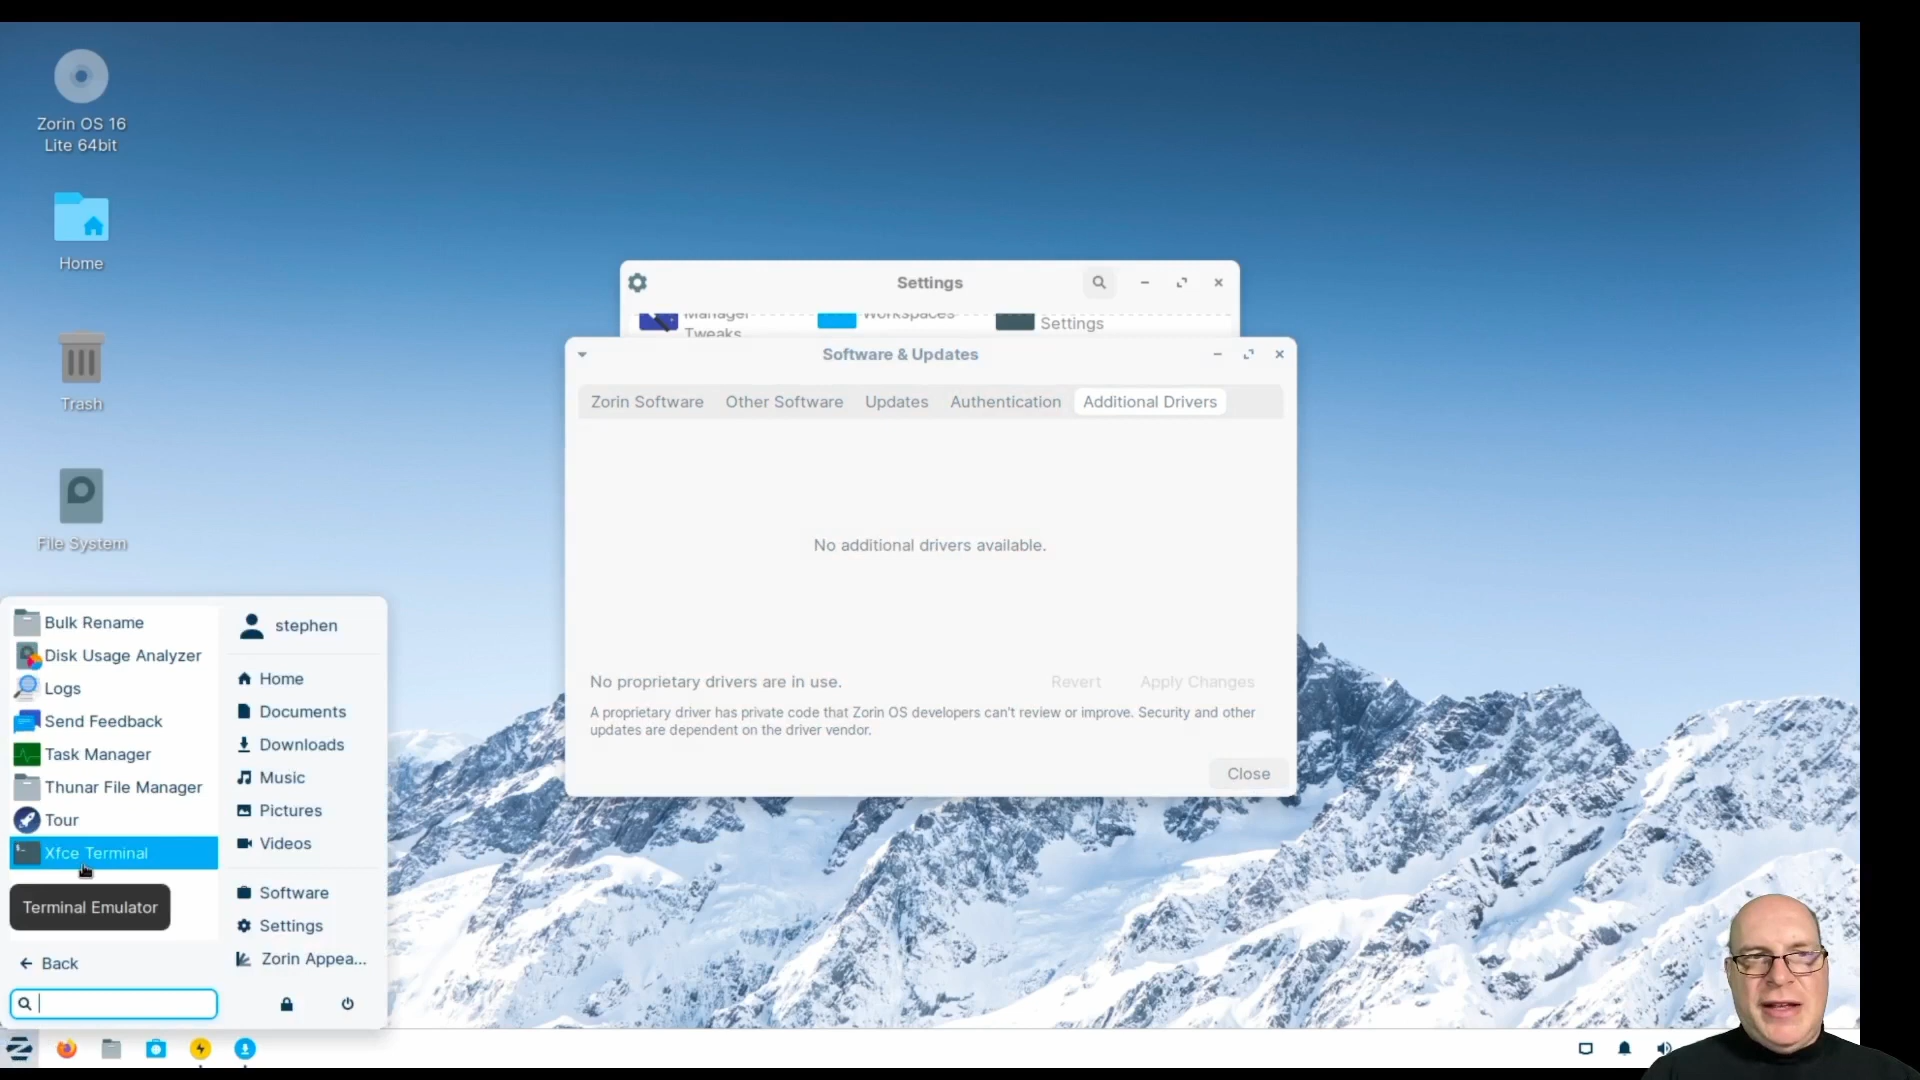 Zorin OS 16
Lite 64bit
Home
Trash
File System
Settings
Manager
Tweaks
Workspaces
Settings
Software & Updates
Zorin Software
Other Software
Updates
Authentication
Additional Drivers
No additional drivers available.
No proprietary drivers are in use.
Revert
Apply Changes
A proprietary driver has private code that Zorin OS developers can't review or improve. Security and other
updates are dependent on the driver vendor.
Close
Bulk Rename
Disk Usage Analyzer
Logs
Send Feedback
Task Manager
Thunar File Manager
Tour
Xfce Terminal
Terminal Emulator
Back
stephen
Home
Documents
Downloads
Music
Pictures
Videos
Software
Settings
Zorin Appea...